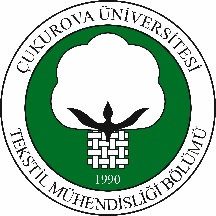 ÇUKUROVA ÜNİVERSİTESİ
1990
TEKSTİL MÜHENDİSLİĞİ BÖLÜMÜ